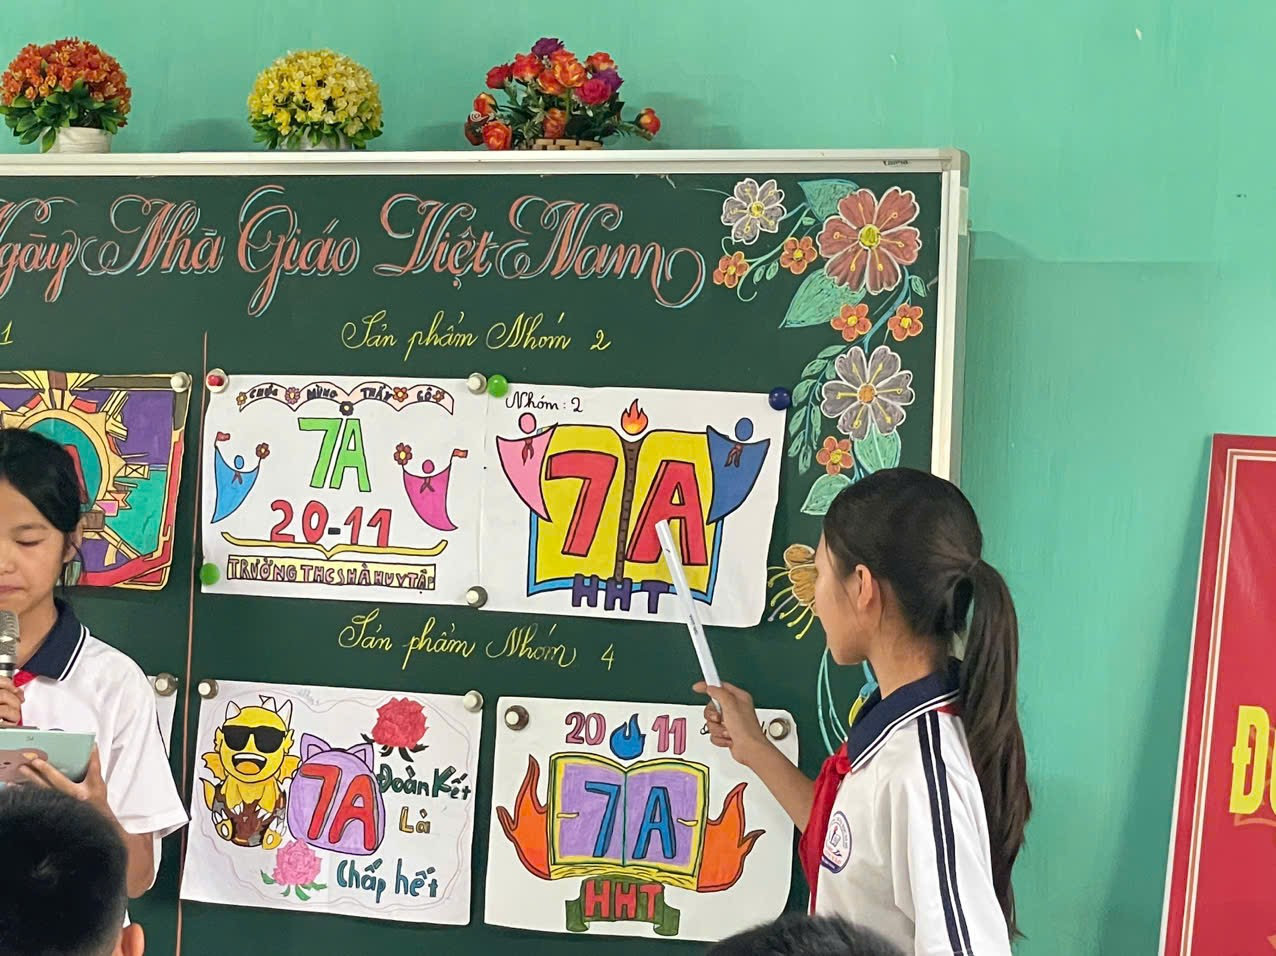 Ngày Nhà Giáo Việt Nam
1
Sản phẩm Nhóm 2
CHÚC MỪNG THẦY CÔ
7A
20-11
TRƯỜNG THCS HÀ HUY TẬP
Nhóm: 2
7A
HHT
Sản phẩm Nhóm 4
7A
Đoàn Kết
Là
Chấp hết
20 11
7A
HHT